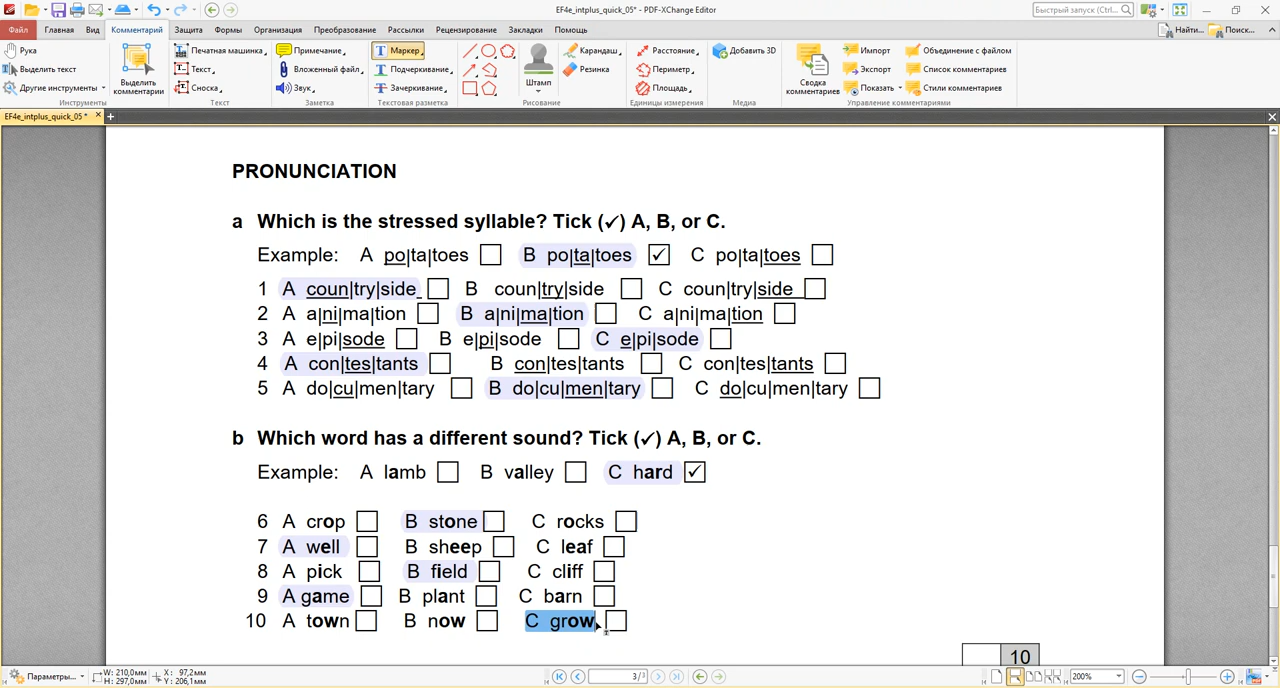 EF4e_intplus_quick_05* - PDF-XChange Editor
Быстрый запуск (Ctrl...
Файл Главная Вид Комментарий Защита Формы Организация Преобразование Рассылки Рецензирование Закладки Помощь Найти... Поиск...
Рука
Выделить текст
Другие инструменты
Инструменты
Выделить комментарии
Печатная машинка
Текст
Сноска
Текст
Примечание
Вложенный файл
Звук
Заметка
Маркер
Подчеркивание
Зачеркивание
Текстовая разметка
Штамп
Карандаш
Резинка
Рисование
Расстояние
Периметр
Площадь
Единицы измерения
Добавить 3D
Медиа
Сводка комментариев
Импорт
Экспорт
Показать
Объединение с файлом
Список комментариев
Стили комментариев
Управление комментариями
EF4e_intplus_quick_05 *
PRONUNCIATION
a Which is the stressed syllable? Tick (✓) A, B, or C.
Example: A po|ta|toes B po|ta|toes ✓ C po|ta|toes
1 A coun|try|side B coun|try|side C coun|try|side
2 A a|ni|ma|tion B a|ni|ma|tion C a|ni|ma|tion
3 A e|pi|sode B e|pi|sode C e|pi|sode
4 A con|tes|tants B con|tes|tants C con|tes|tants
5 A do|cu|men|tary B do|cu|men|tary C do|cu|men|tary
b Which word has a different sound? Tick (✓) A, B, or C.
Example: A lamb B valley C hard ✓
6 A crop B stone C rocks
7 A well B sheep C leaf
8 A pick B field C cliff
9 A game B plant C barn
10 A town B now C grow
10
Параметры...
W: 210,0мм
H: 297,0мм
X: 97,2мм
Y: 206,1мм
200%